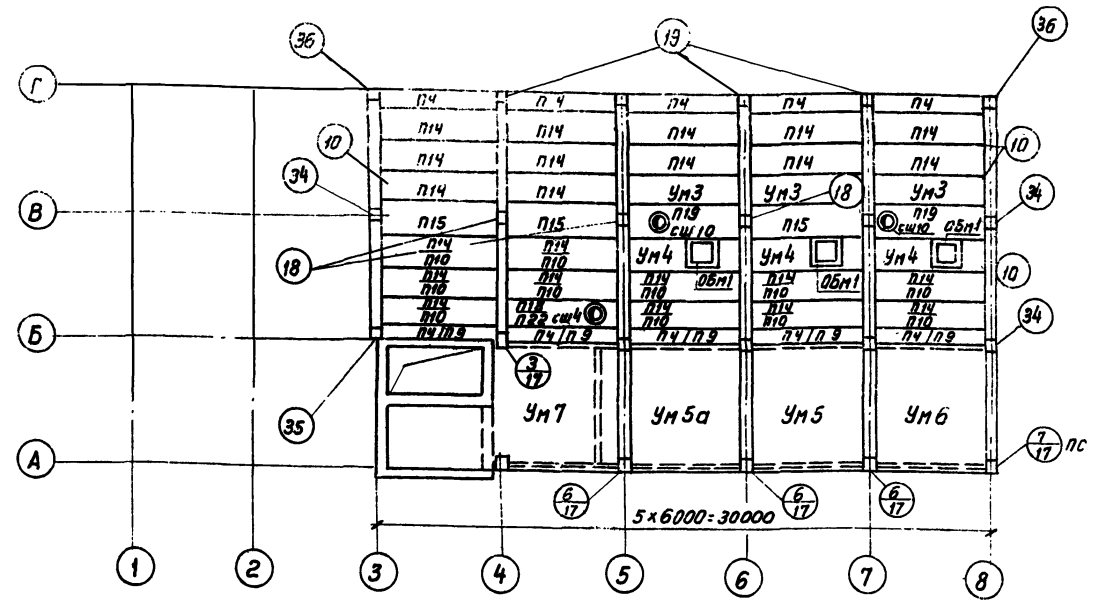 36 19 36
Г П4 П4 П4 П4 П4
П14 П14 П14 П14 П14
10 П14 П14 П14 П14 П14 10
34 П14 П14 Ум3 Ум3 18 Ум3 34
В П15 П15 П19 П15 П19
сш10 сш10 ОБм1
18 П14 П14 Ум4 Ум4 Ум4
П10 П10
П14 П14 П14 ОБм1 П14 ОБм1 П14 10
П10 П10 П10 П10 П10
П14 П14 П14 П14
П10 П22 сш4 П10 П10 П10 34
Б П4/П9 П4/П9 П4/П9 П4/П9 П4/П9
3/17
35 Ум7 Ум5а Ум5 Ум6
А 7/17 ПС
6/17 6/17 6/17
5×6000=30000
1 2 3 4 5 6 7 8